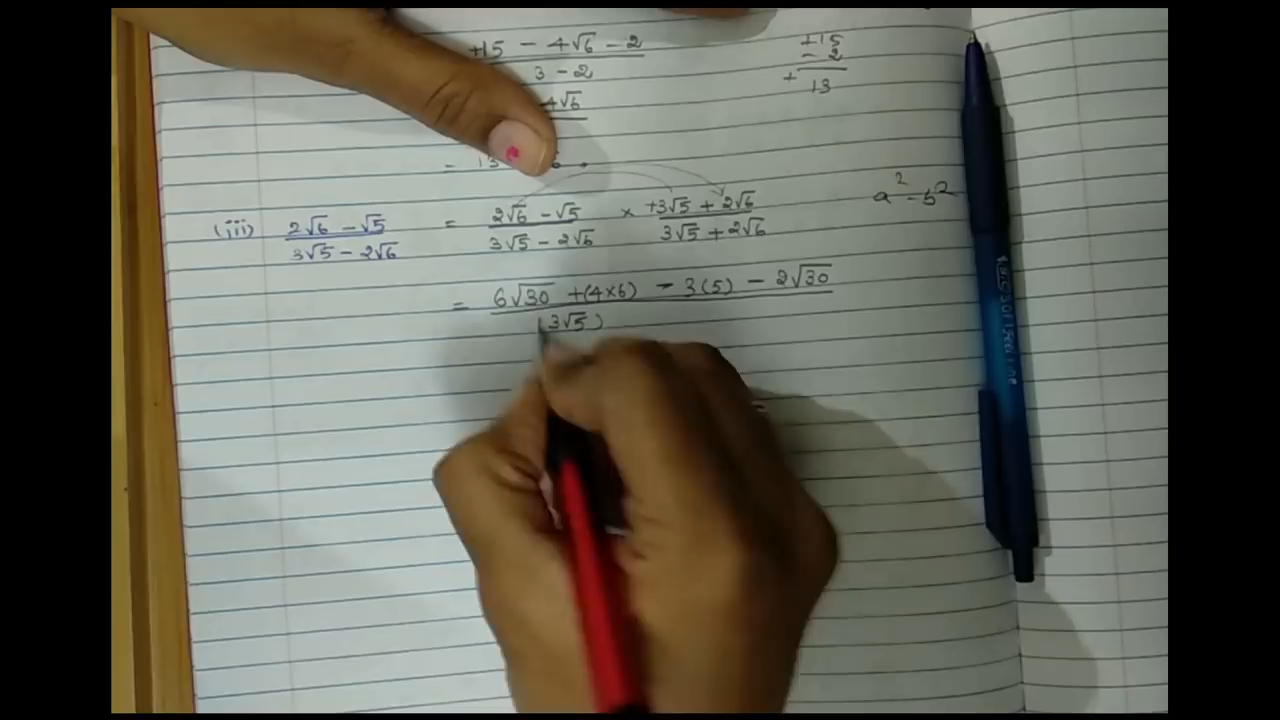 +15 - 4√6 - 2
3 - 2
+15
- 2
+ 13
4√6
= 13 6 .
(iii) 2√6 - √5 / 3√5 - 2√6 = 2√6 - √5 / 3√5 - 2√6 × +3√5 + 2√6 / 3√5 + 2√6
a² - b²
= 6√30 + (4×6) - 3(5) - 2√30
(3√5)
=